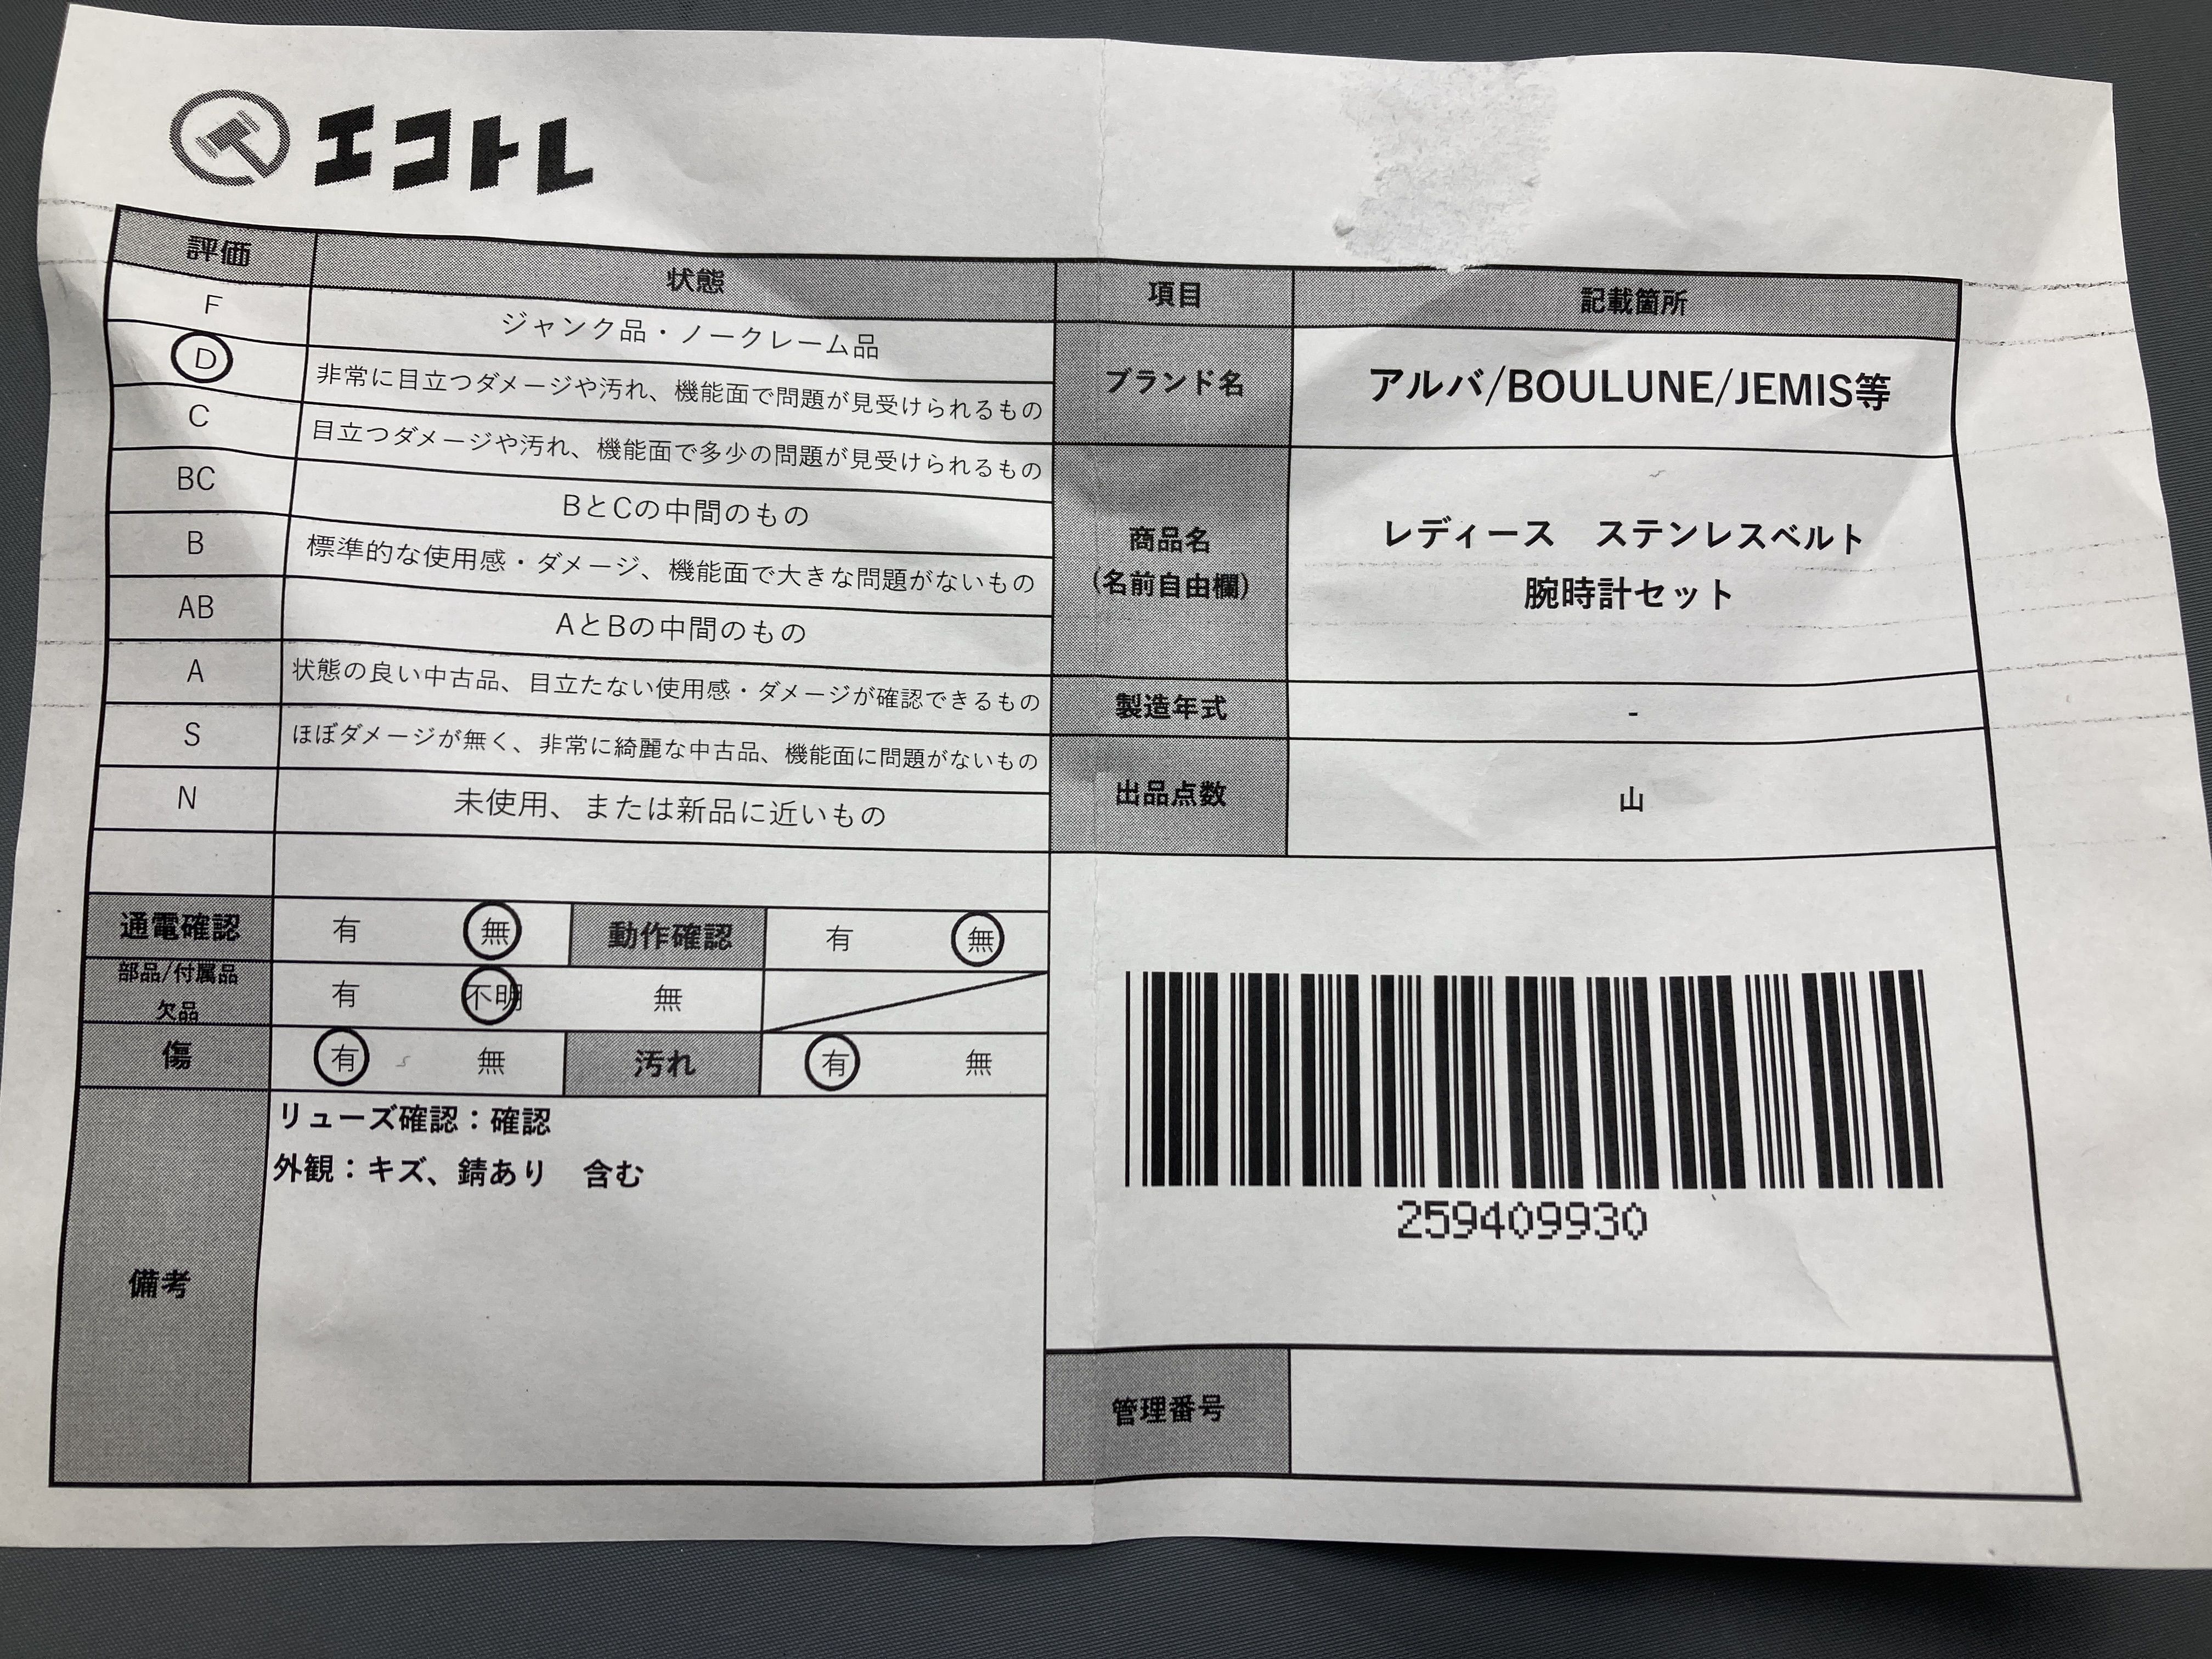 エコトレ
評価 状態
F ジャンク品・ノークレーム品
D 非常に目立つダメージや汚れ、機能面で問題が見受けられるもの
C 目立つダメージや汚れ、機能面で多少の問題が見受けられるもの
BC BとCの中間のもの
B 標準的な使用感・ダメージ、機能面で大きな問題がないもの
AB AとBの中間のもの
A 状態の良い中古品、目立たない使用感・ダメージが確認できるもの
S ほぼダメージが無く、非常に綺麗な中古品、機能面に問題がないもの
N 未使用、または新品に近いもの
通電確認 有 無 動作確認 有 無
部品/付属品
欠品 有 不明 無
傷 有 無 汚れ 有 無
備考
リューズ確認：確認
外観：キズ、錆あり 含む
項目 記載箇所
ブランド名 アルバ/BOULUNE/JEMIS等
商品名
(名前自由欄)
レディース ステンレスベルト
腕時計セット
製造年式 -
出品点数 山
259409930
管理番号